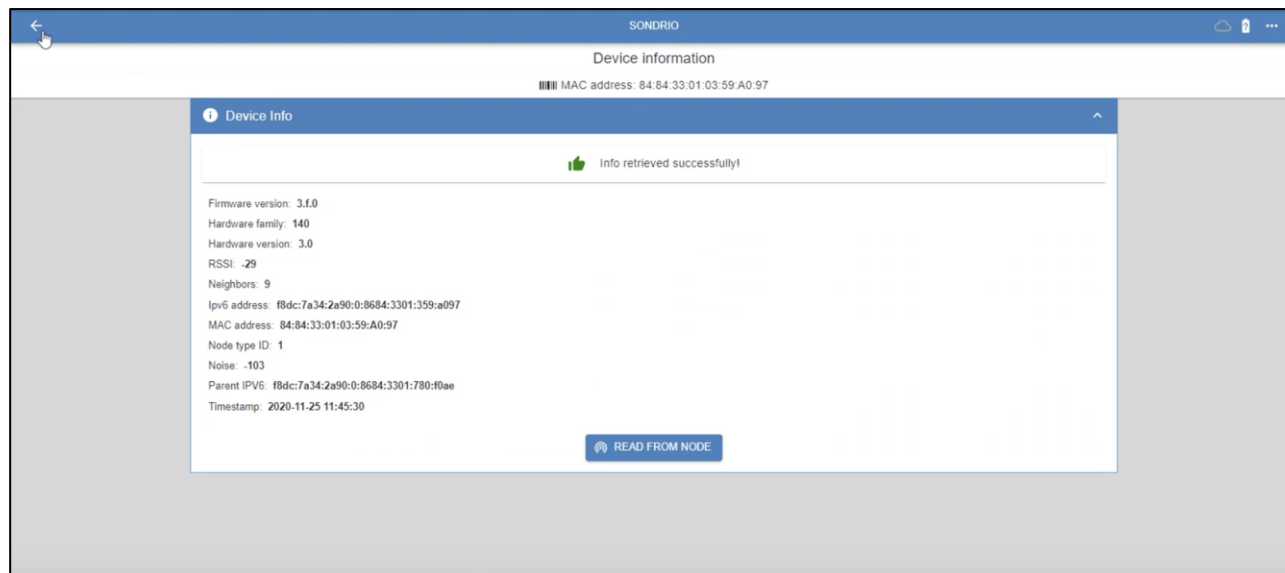 SONDRIO
Device information
MAC address: 84:84:33:01:03:59:A0:97
Device Info
Info retrieved successfully!
Firmware version: 3.f.0
Hardware family: 140
Hardware version: 3.0
RSSI: -29
Neighbors: 9
Ipv6 address: f8dc:7a34:2a90:0:8684:3301:359:a097
MAC address: 84:84:33:01:03:59:A0:97
Node type ID: 1
Noise: -103
Parent IPV6: f8dc:7a34:2a90:0:8684:3301:780:f0ae
Timestamp: 2020-11-25 11:45:30
READ FROM NODE